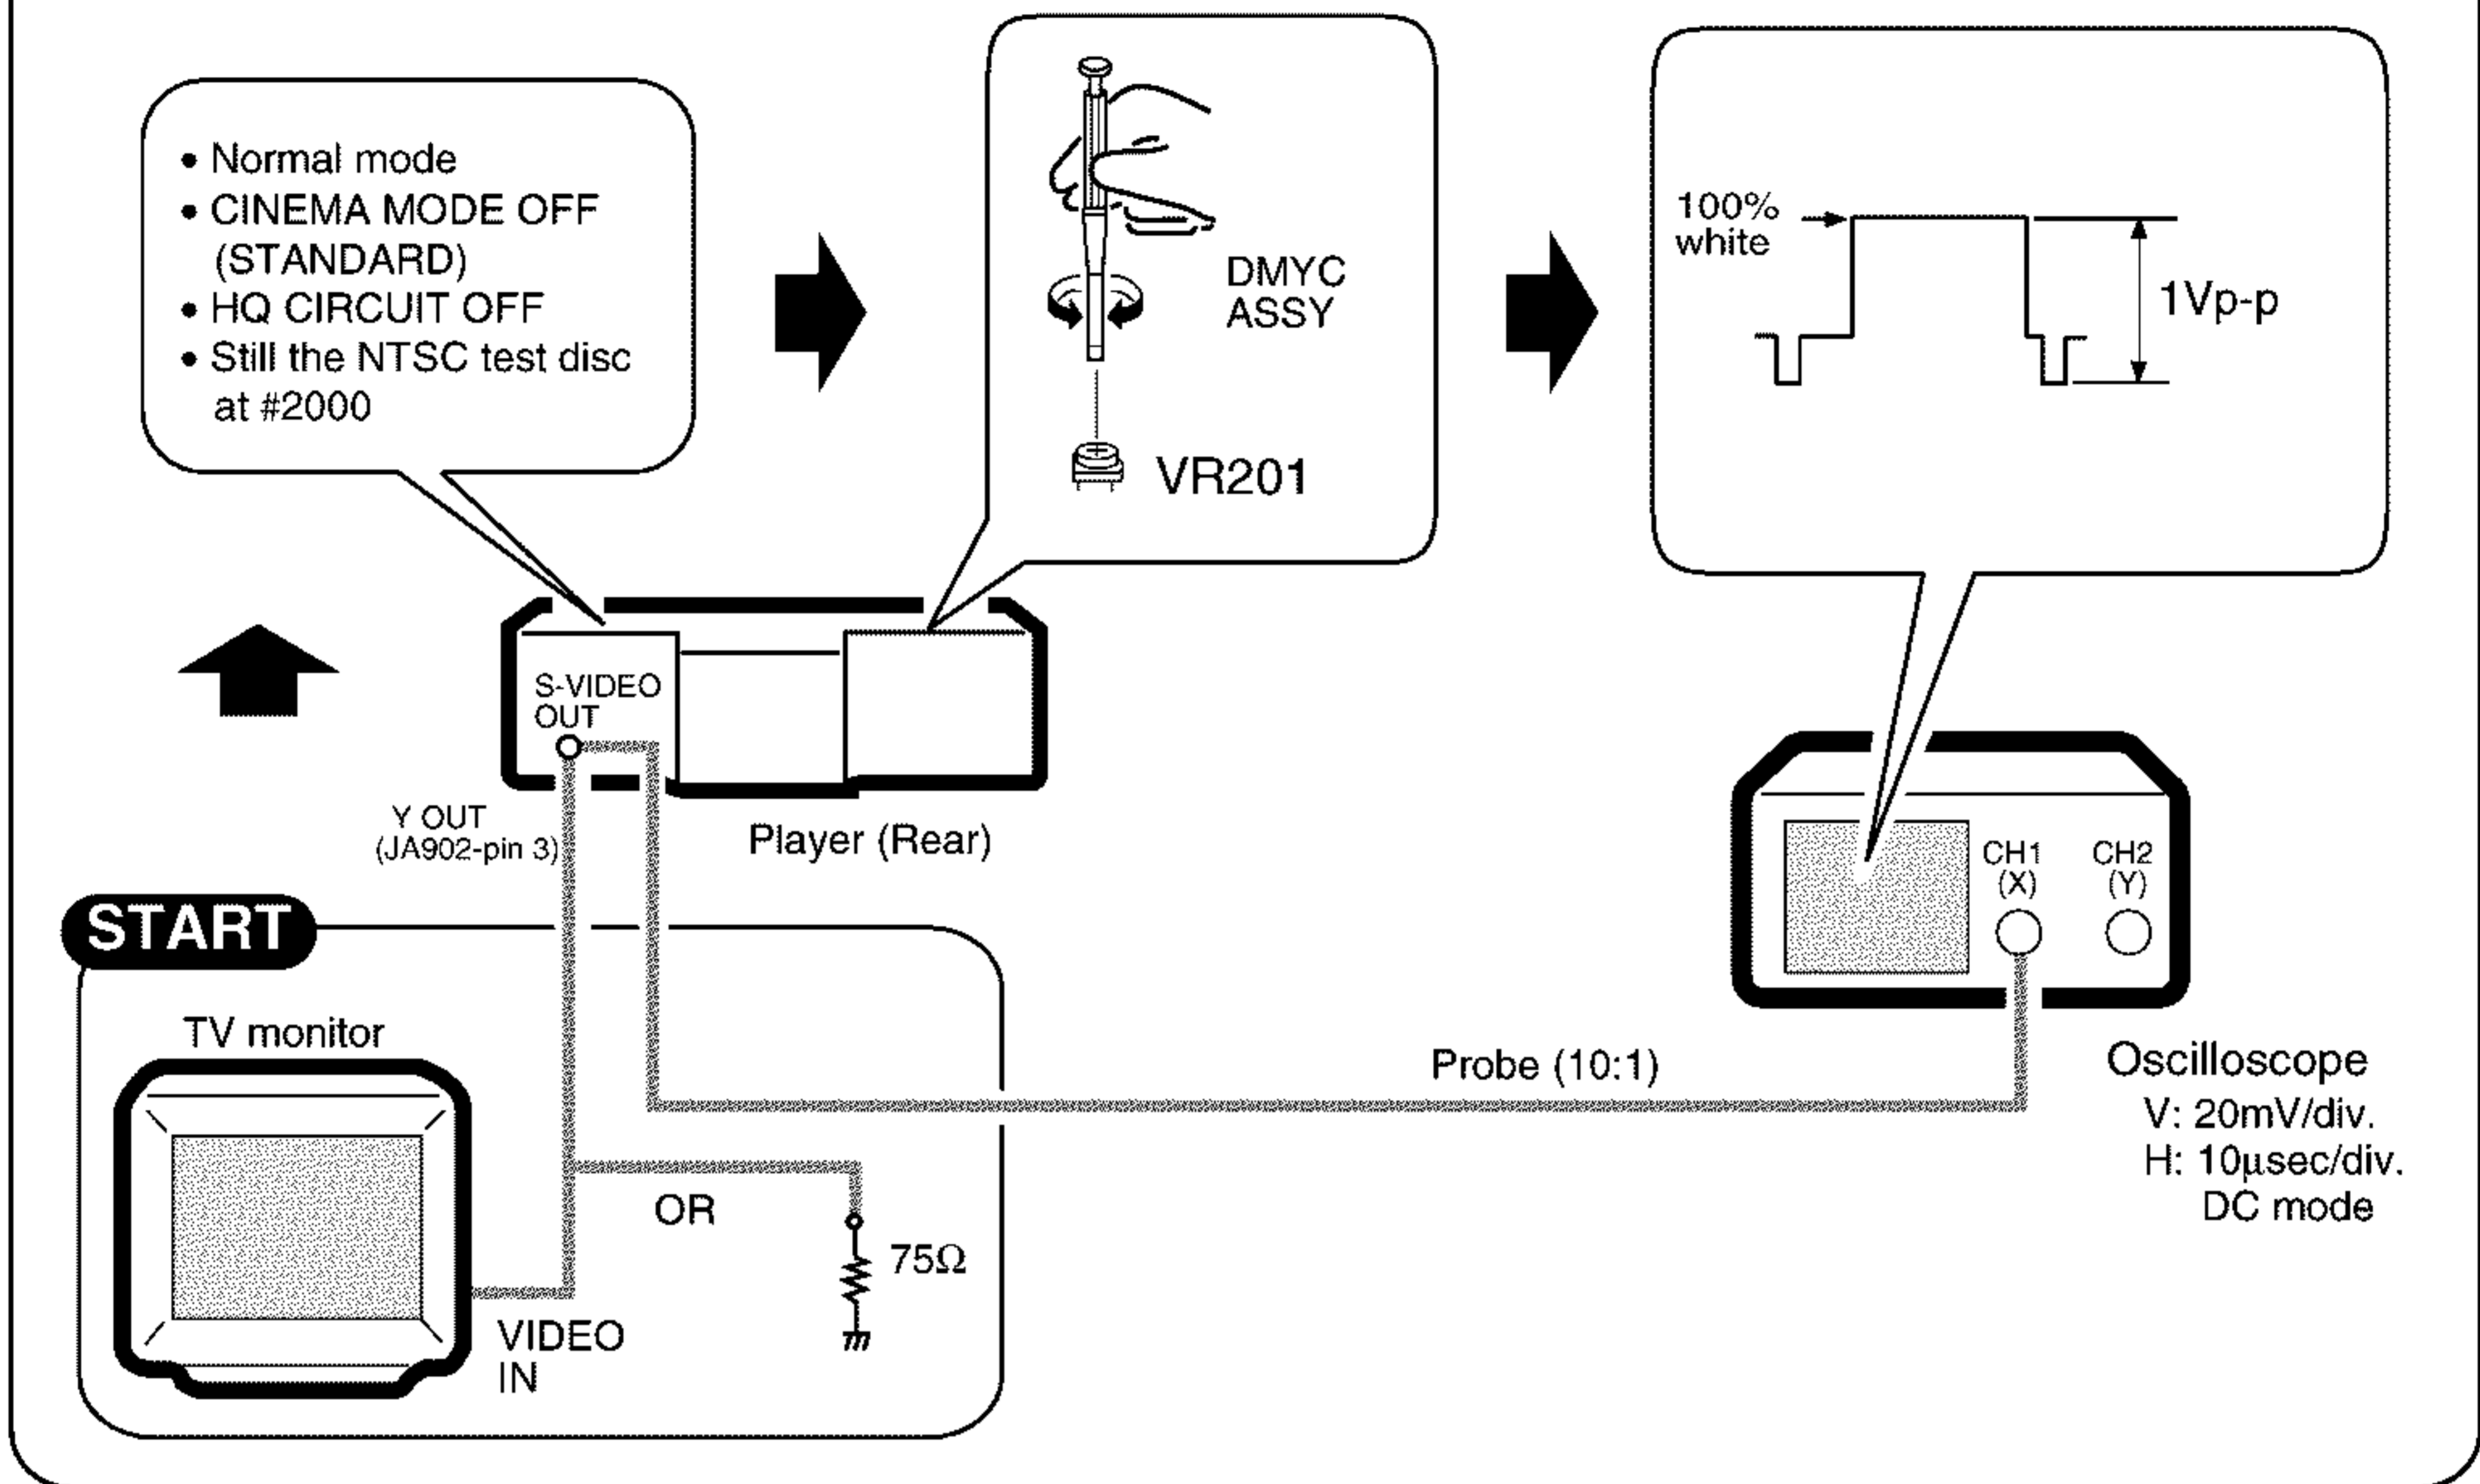 • Normal mode
• CINEMA MODE OFF
(STANDARD)
• HQ CIRCUIT OFF
• Still the NTSC test disc
at #2000
DMYC
ASSY
VR201
100%
white
1Vp-p
S-VIDEO
OUT
Y OUT
(JA902-pin 3)
Player (Rear)
CH1
(X)
CH2
(Y)
START
TV monitor
Probe (10:1)
Oscilloscope
V: 20mV/div.
H: 10μsec/div.
DC mode
OR
75Ω
VIDEO
IN